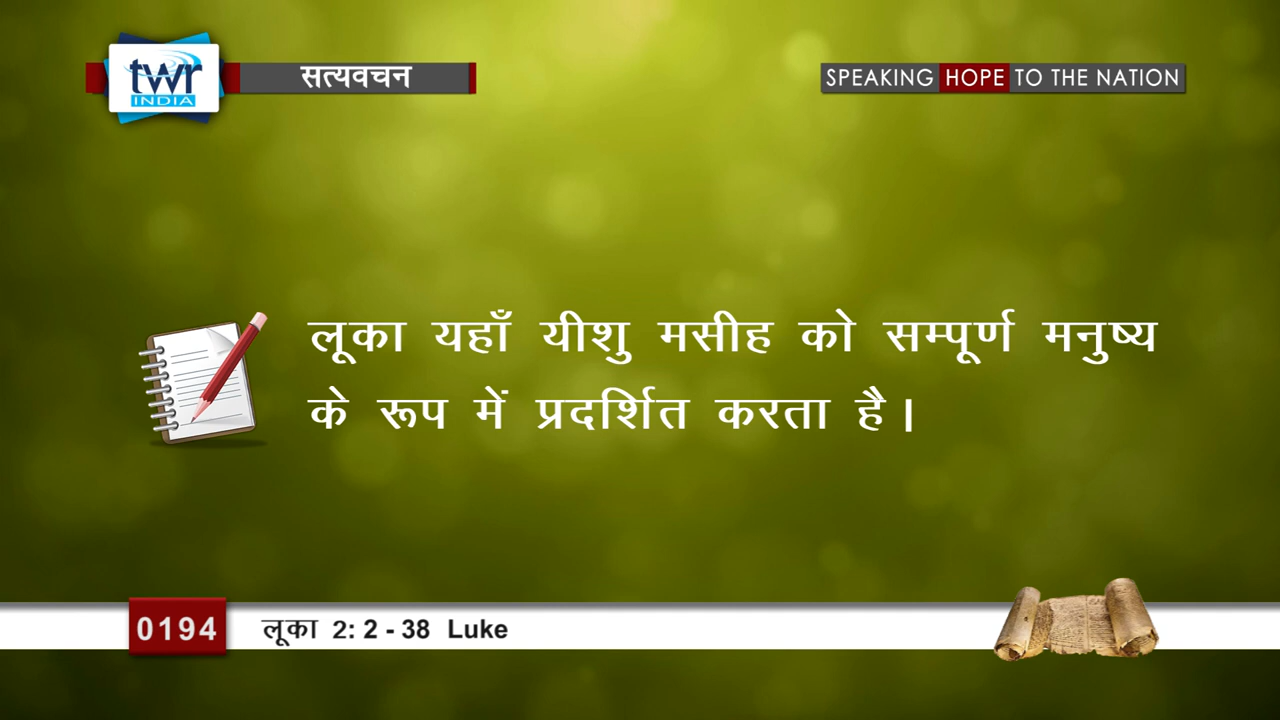 twr
INDIA
सत्यवचन
SPEAKING HOPE TO THE NATION
लूका यहाँ यीशु मसीह को सम्पूर्ण मनुष्य
के रूप में प्रदर्शित करता है।
0194
लूका 2: 2 - 38 Luke